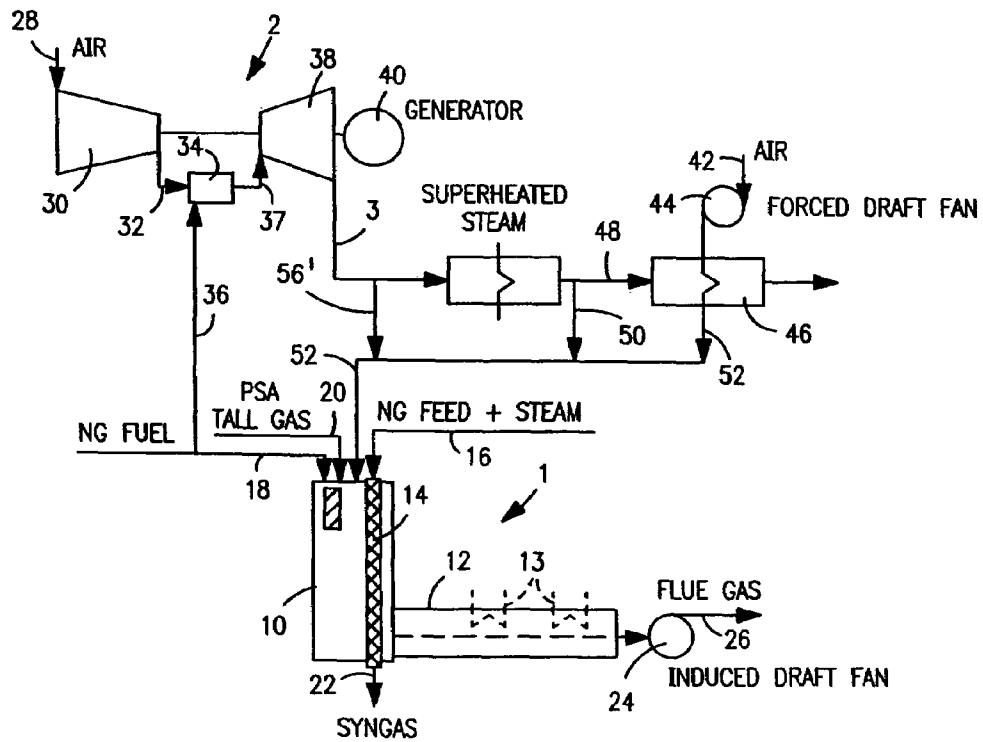 28
AIR
2
38
40
GENERATOR
34
30
32
37
3
SUPERHEATED
STEAM
42
AIR
44
FORCED DRAFT FAN
48
56'
36
50
46
52
52
PSA
TALL GAS
20
NG FUEL
NG FEED + STEAM
18
16
14
1
12
13
10
FLUE GAS
26
24
INDUCED DRAFT FAN
22
SYNGAS